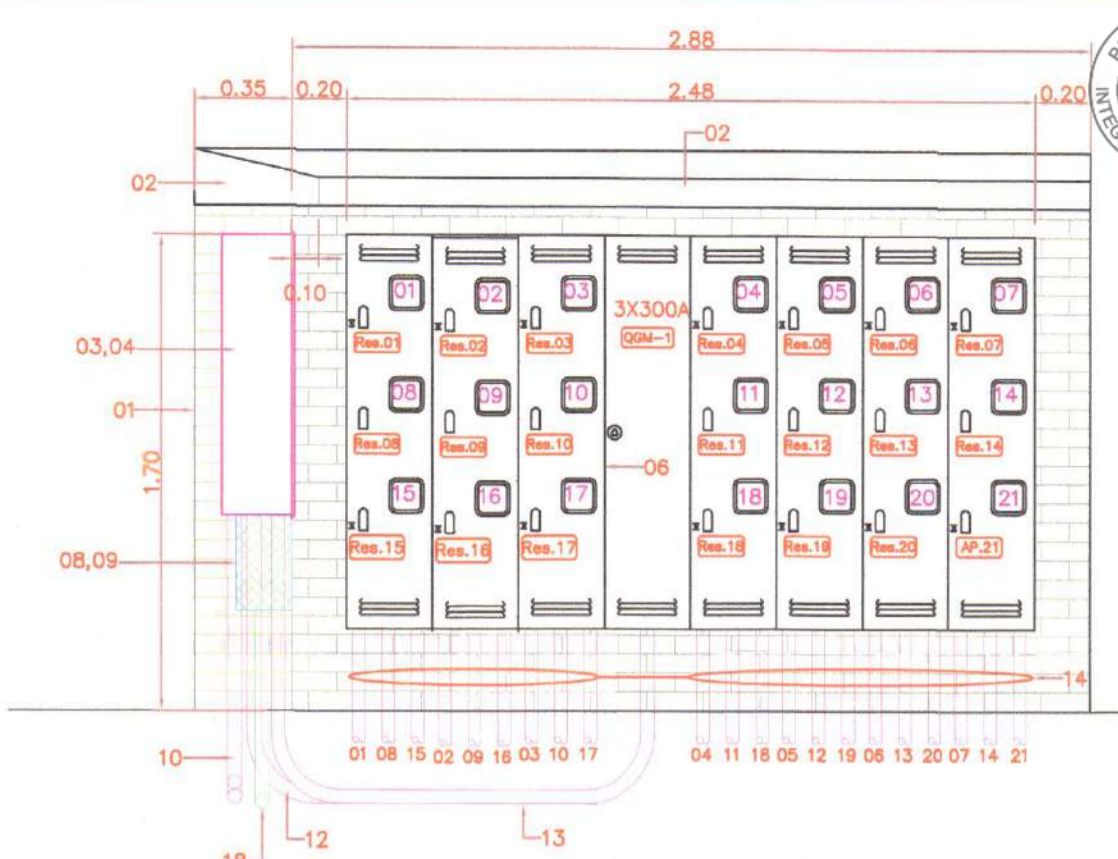 2.88
0.35 0.20 2.48 0.20
02
02
0.10
01 02 03 04 05 06 07
3X300A
QGM-1
Res.01 Res.02 Res.03 Res.04 Res.05 Res.06 Res.07
03,04
01
08 09 10 11 12 13 14
Res.08 Res.09 Res.10 Res.11 Res.12 Res.13 Res.14
1.70
06
15 16 17 18 19 20 21
Res.15 Res.16 Res.17 Res.18 Res.19 Res.20 AP.21
08,09
14
01 08 15 02 09 16 03 10 17 04 11 18 05 12 19 06 13 20 07 14 21
10
12 13